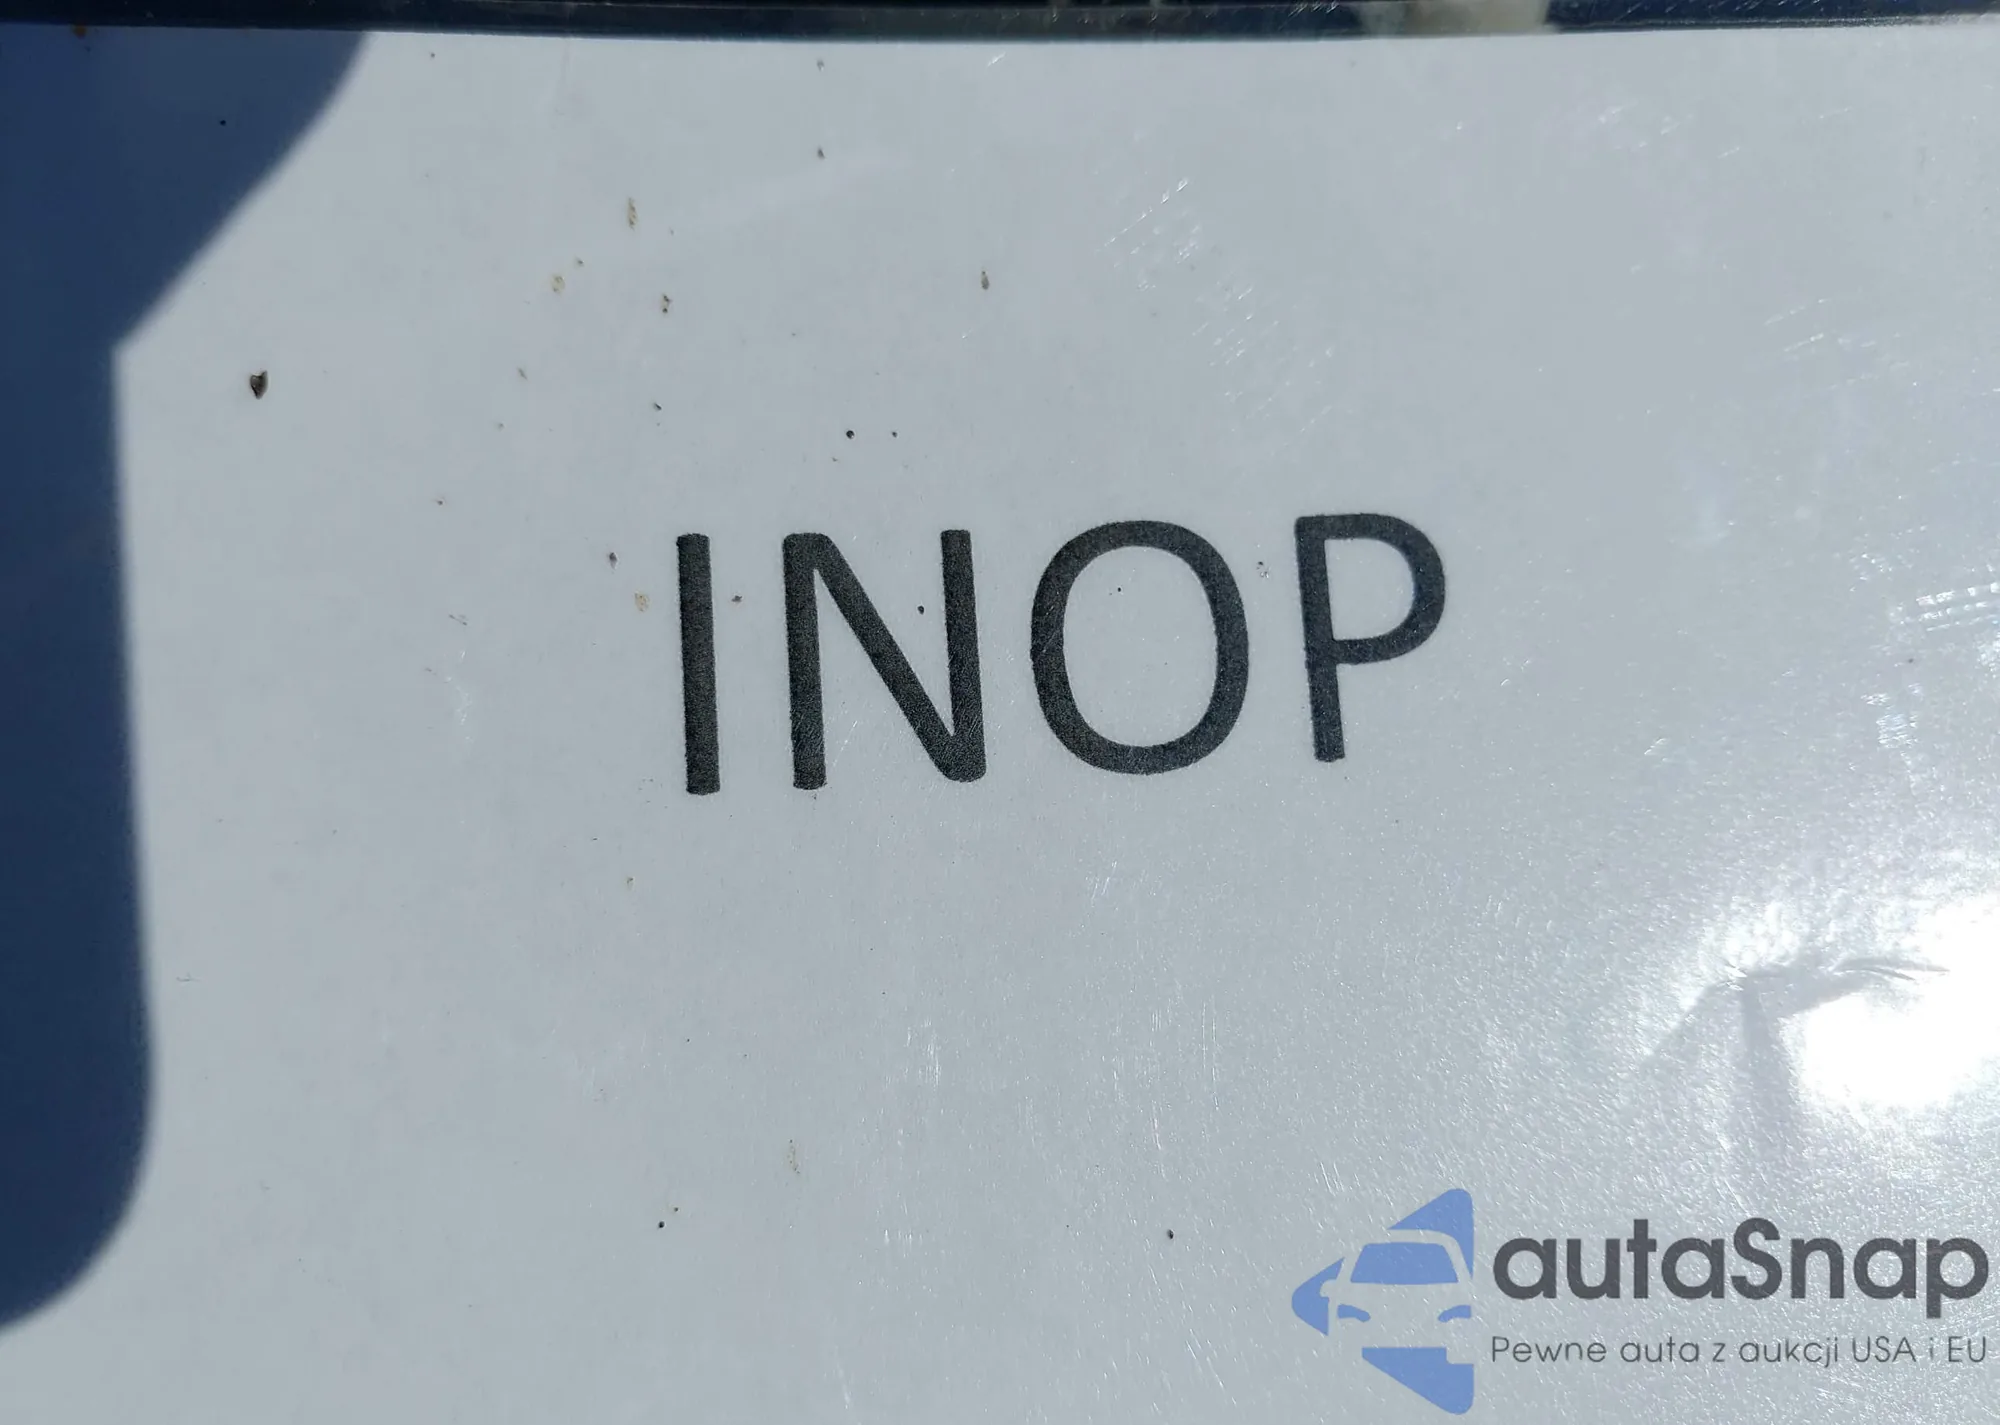 INOP
autaSnap
Pewne auta z aukcji USA i EU